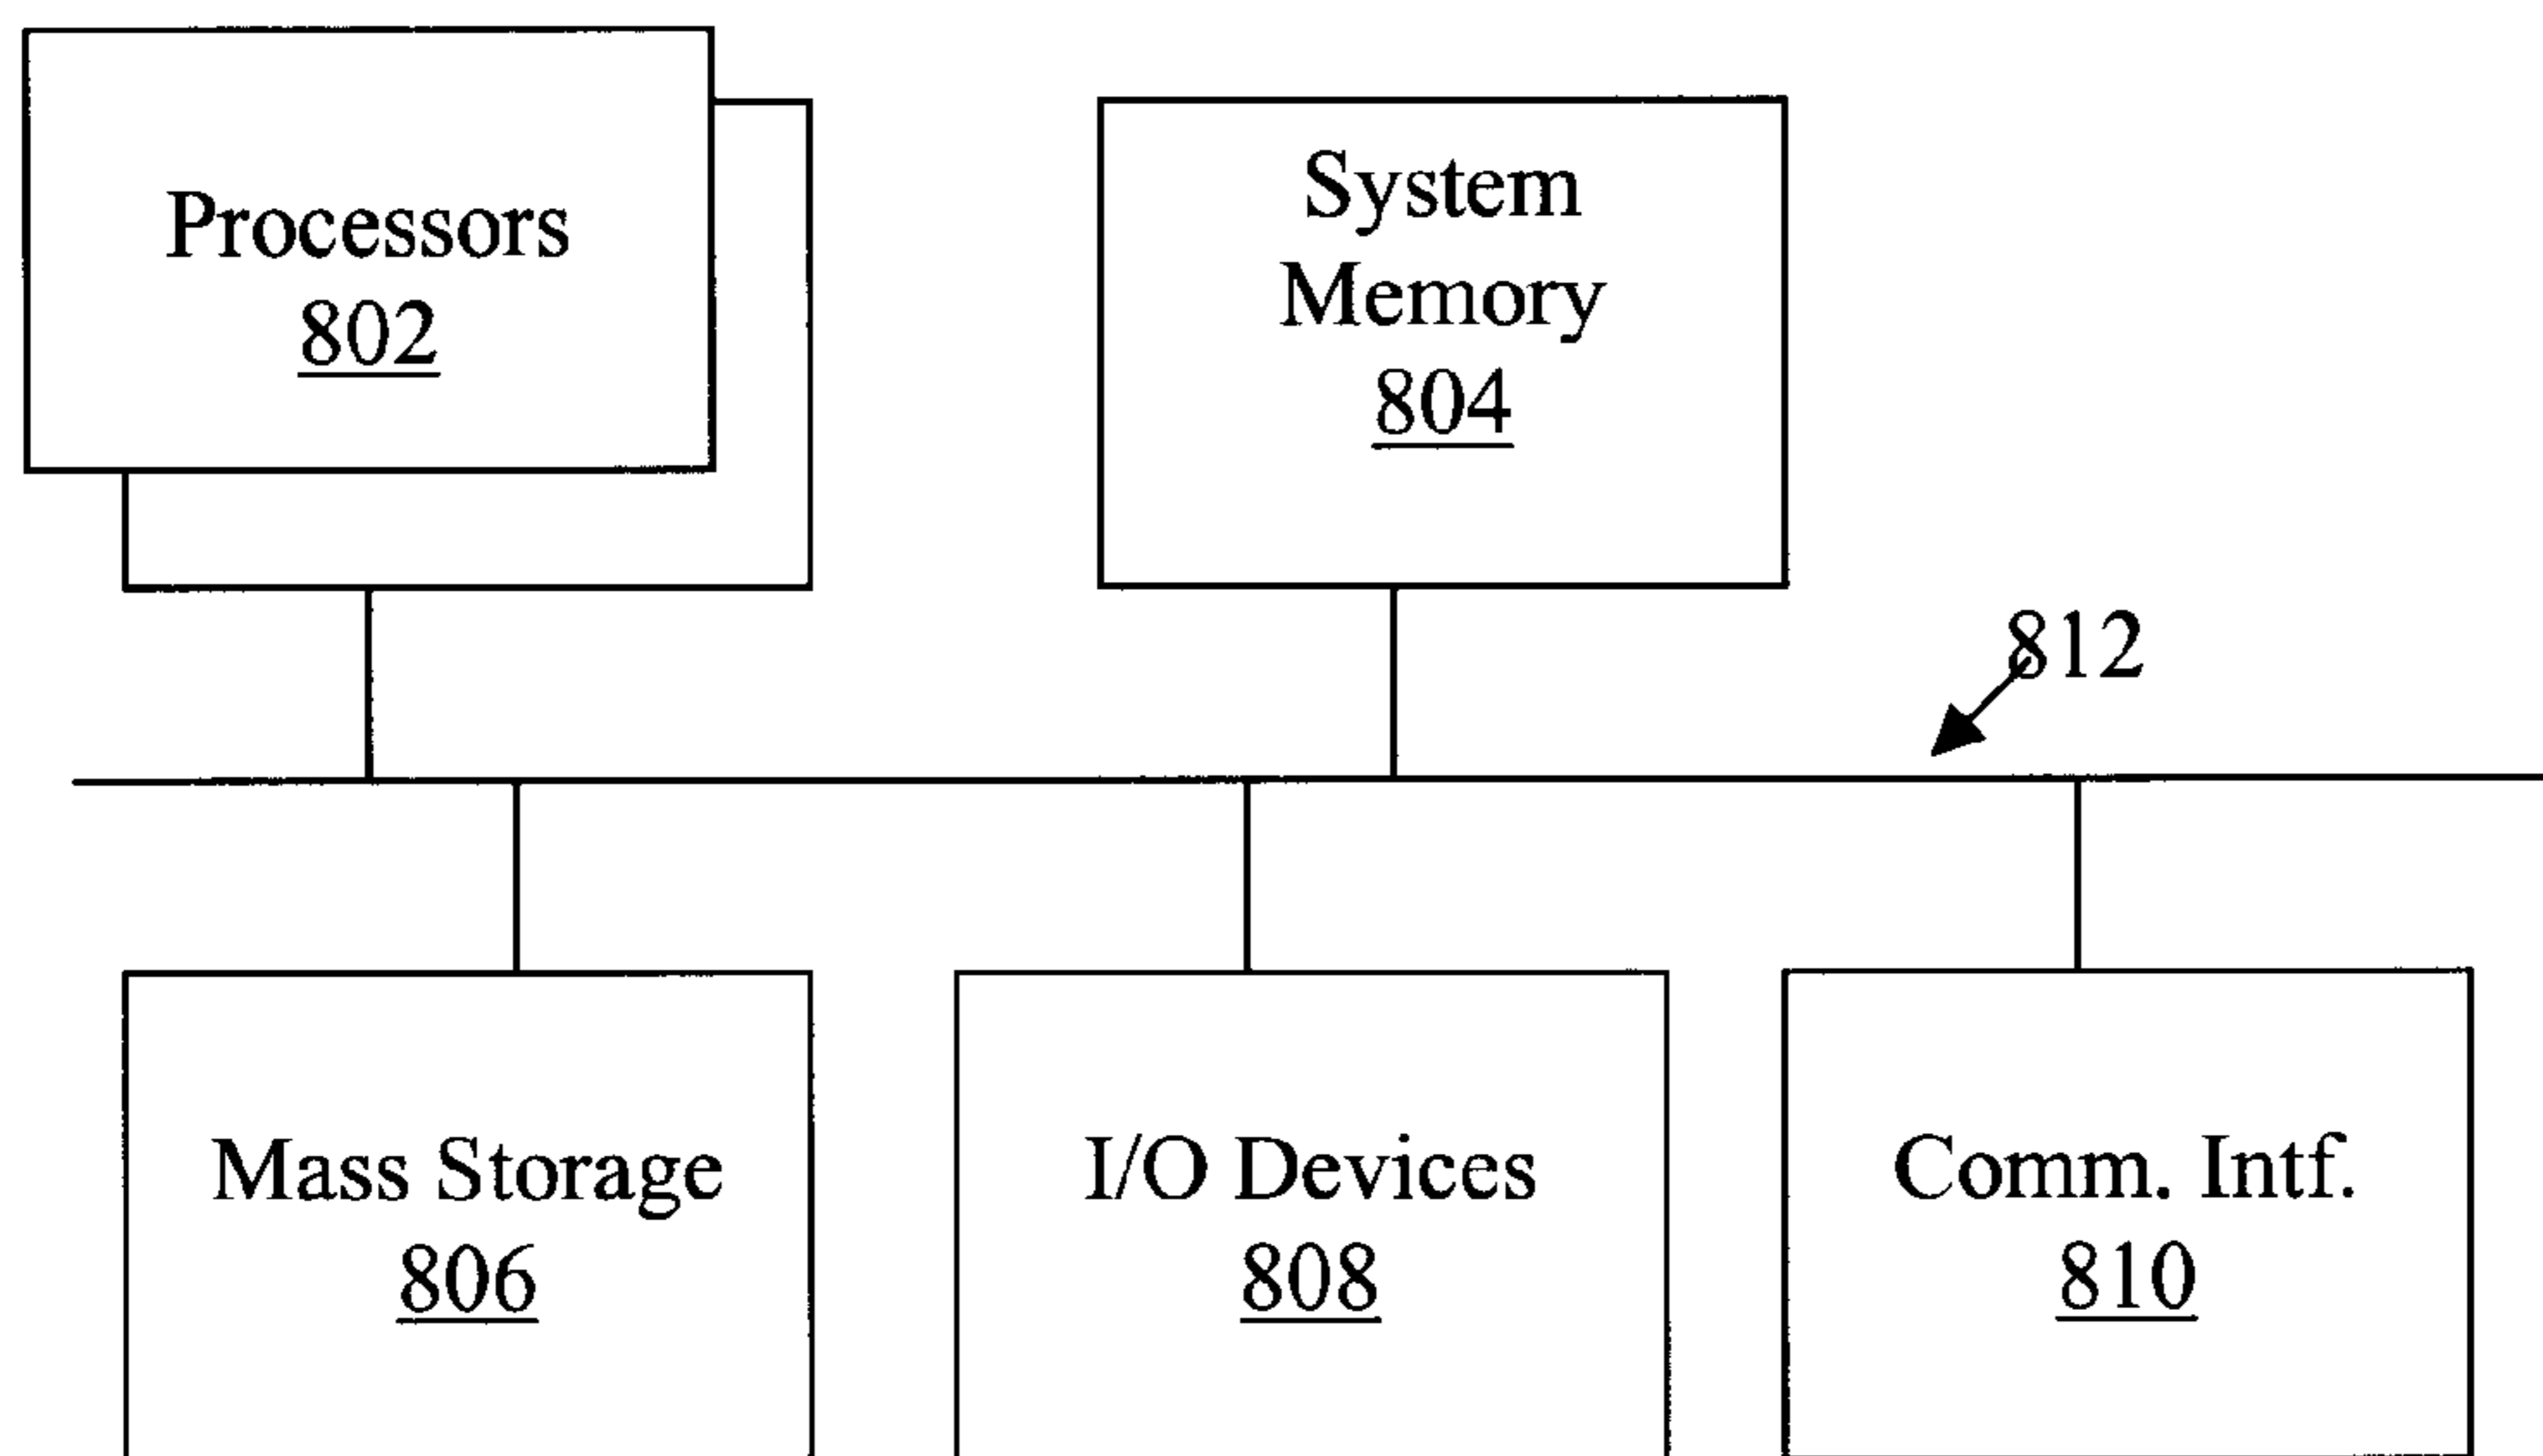 Processors
802
System
Memory
804
812
Mass Storage
806
I/O Devices
808
Comm. Intf.
810